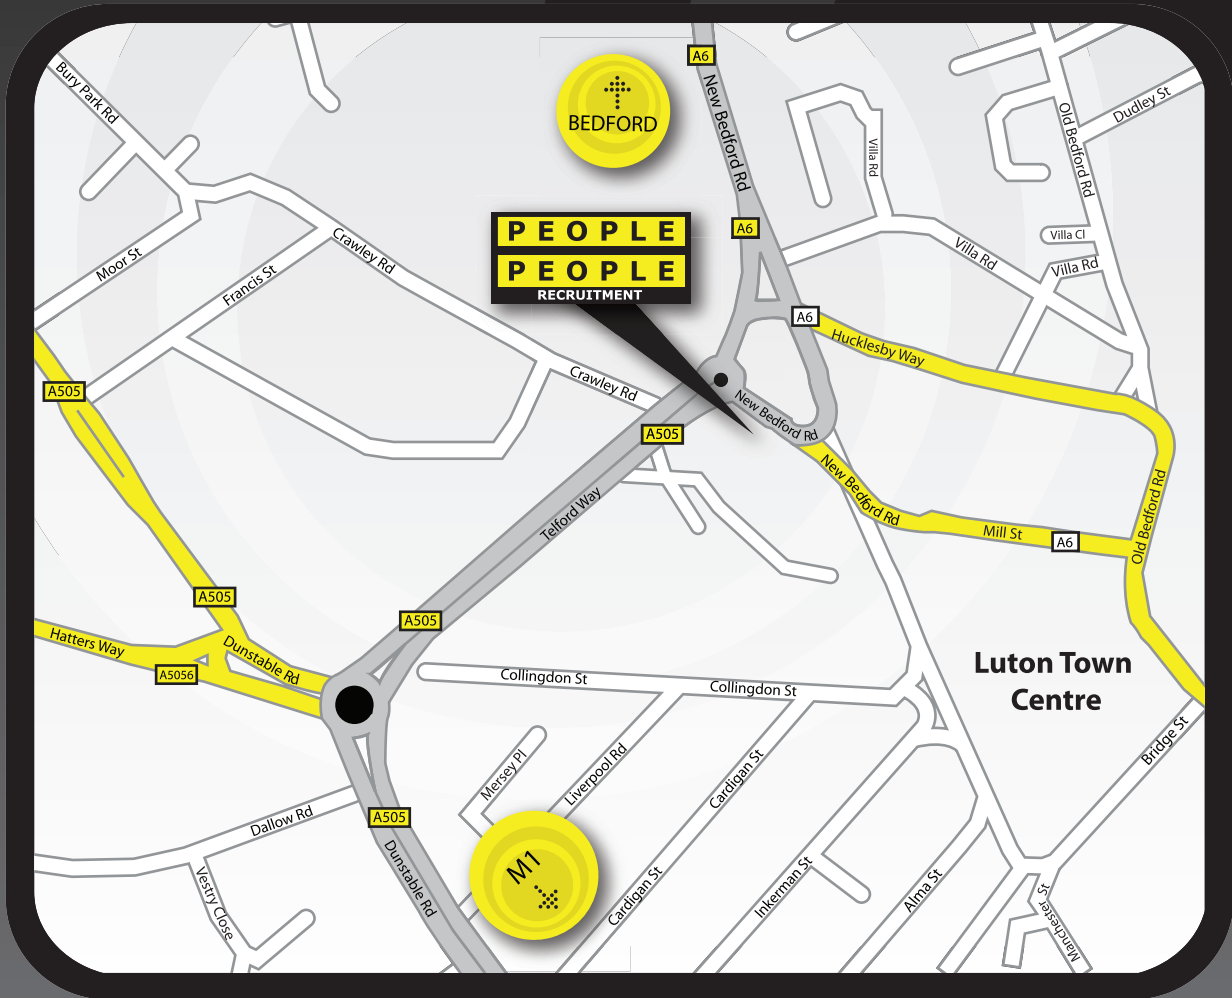 A6
Bury Park Rd
BEDFORD
New Bedford Rd
Old Bedford Rd
Dudley St
Villa Rd
A6
PEOPLE
PEOPLE
RECRUITMENT
Villa Cl
Villa Rd
Villa Rd
Moor St
Francis St
Crawley Rd
A6
Hucklesby Way
A505
Crawley Rd
New Bedford Rd
A505
New Bedford Rd
Telford Way
Mill St
A6
Old Bedford Rd
A505
A505
Hatters Way
Dunstable Rd
A5056
Collingdon St
Collingdon St
Luton Town
Centre
Bridge St
Mersey Pl
Liverpool Rd
Cardigan St
Dallow Rd
A505
M1
Dunstable Rd
Vestry Close
Cardigan St
Inkerman St
Alma St
Manchester St